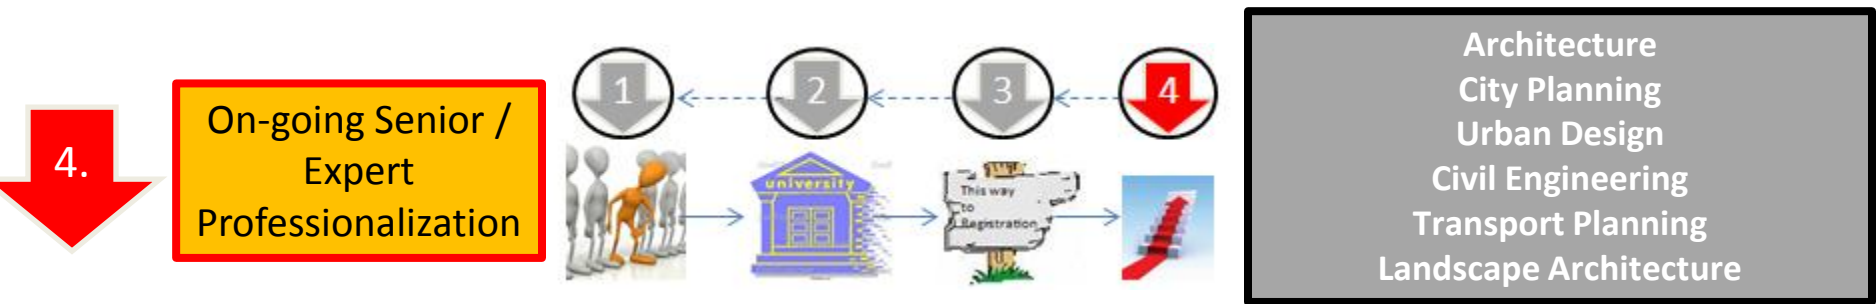 4.
On-going Senior /
Expert
Professionalization
1
2
3
4
university
This way
to
Registration
Architecture
City Planning
Urban Design
Civil Engineering
Transport Planning
Landscape Architecture